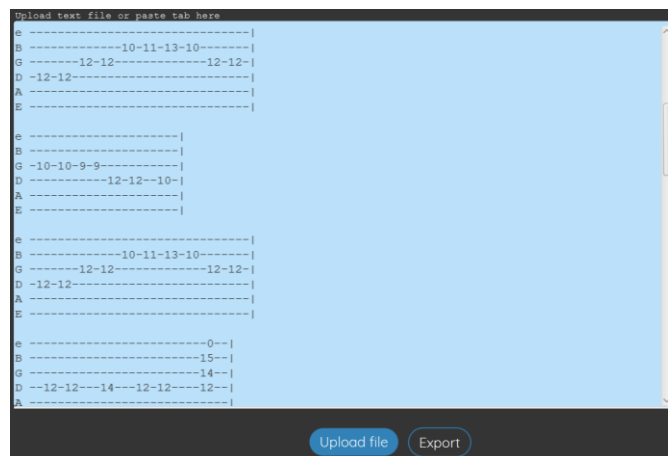 Upload text file or paste tab here
e -------------------------------|
B -------------10-11-13-10-------|
G -------12-12-------------12-12-|
D -12-12-------------------------|
A -------------------------------|
E -------------------------------|
e ---------------------|
B ---------------------|
G -10-10-9-9-----------|
D -----------12-12--10-|
A ---------------------|
E ---------------------|
e -------------------------------|
B -------------10-11-13-10-------|
G -------12-12-------------12-12-|
D -12-12-------------------------|
A -------------------------------|
E -------------------------------|
e -------------------------0--|
B ------------------------15--|
G ------------------------14--|
D --12-12---14---12-12----12--|
A ----------------------------|
Upload file
Export